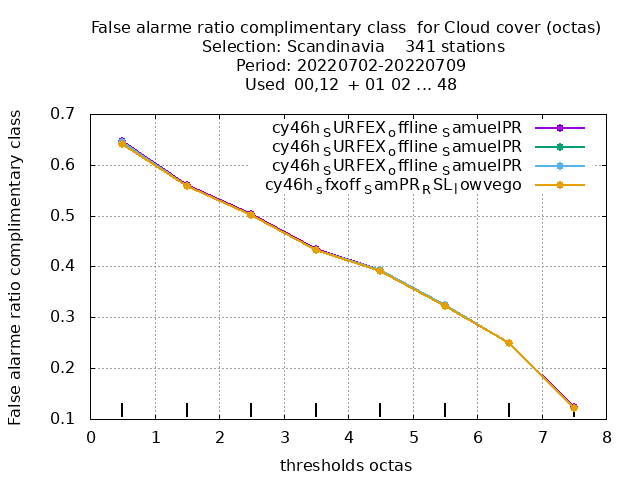 False alarme ratio complimentary class  for Cloud cover (octas)
Selection: Scandinavia    341 stations
Period: 20220702-20220709
Used  00,12  + 01 02 ... 48
False alarme ratio complimentary class
0.7
0.6
0.5
0.4
0.3
0.2
0.1
cy46h_SURFEX_offline_SamuelPR
cy46h_SURFEX_offline_SamuelPR
cy46h_SURFEX_offline_SamuelPR
cy46h_sfxoff_SamPR_RSL_lowvego
0 1 2 3 4 5 6 7 8
thresholds octas